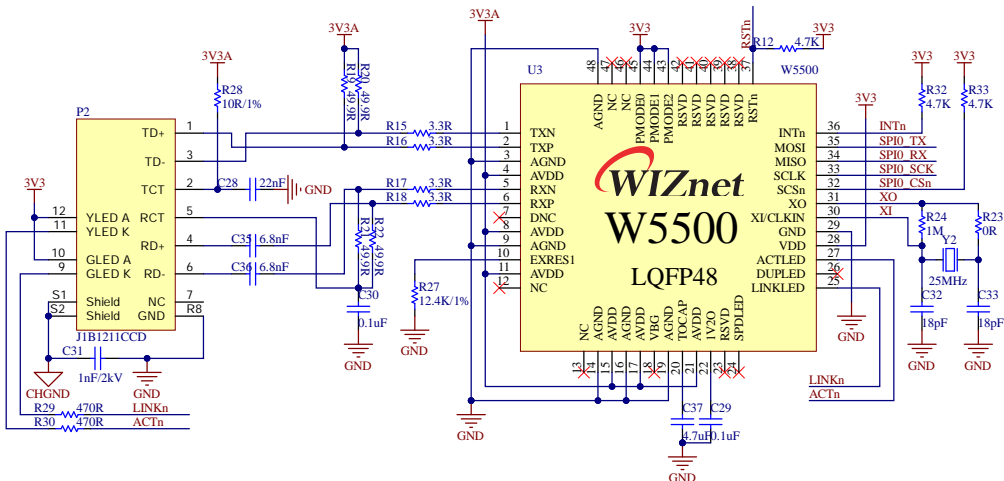 3V3A
3V3A
3V3A
3V3
RSTn
R12
4.7K
3V3
3V3
3V3
3V3
R28
10R/1%
R19 49.9R
R20 49.9R
U3
W5500
R32
4.7K
R33
4.7K
48 47 46 45 44 43 42 41 40 39 38 37
AGND NC NC PMODE0 PMODE1 PMODE2 RSVD RSVD RSVD RSVD RSVD RSTn
P2
TD+ 1
TD- 3
TCT 2
RCT 5
RD+ 4
RD- 6
NC 7
GND R8
3V3
12 YLED A
11 YLED K
10 GLED A
9 GLED K
S1 Shield
S2 Shield
J1B1211CCD
C28 22nF
GND
R15 3.3R
R16 3.3R
R17 3.3R
R18 3.3R
C35 6.8nF
C36 6.8nF
R21 49.9R
R22 49.9R
C30
0.1uF
GND
R27
12.4K/1%
GND
1 TXN
2 TXP
3 AGND
4 AVDD
5 RXN
6 RXP
7 DNC
8 AVDD
9 AGND
10 EXRES1
11 AVDD
12 NC
WIZnet
W5500
LQFP48
INTn 36 INTn
MOSI 35 SPI0_TX
MISO 34 SPI0_RX
SCLK 33 SPI0_SCK
SCSn 32 SPI0_CSn
XO 31 XO
XI/CLKIN 30 XI
GND 29
VDD 28
ACTLED 27
DUPLED 26
LINKLED 25
R24
1M
R23
0R
Y2
25MHz
C32
18pF
C33
18pF
GND
GND
GND
NC AGND AVDD AGND AVDD VBG AGND TOCAP AVDD 1V2O RSVD SPDLED
13 14 15 16 17 18 19 20 21 22 23 24
C31
1nF/2kV
CHGND
GND
R29 470R LINKn
R30 470R ACTn
LINKn
ACTn
GND
C37
4.7uF
C29
0.1uF
GND